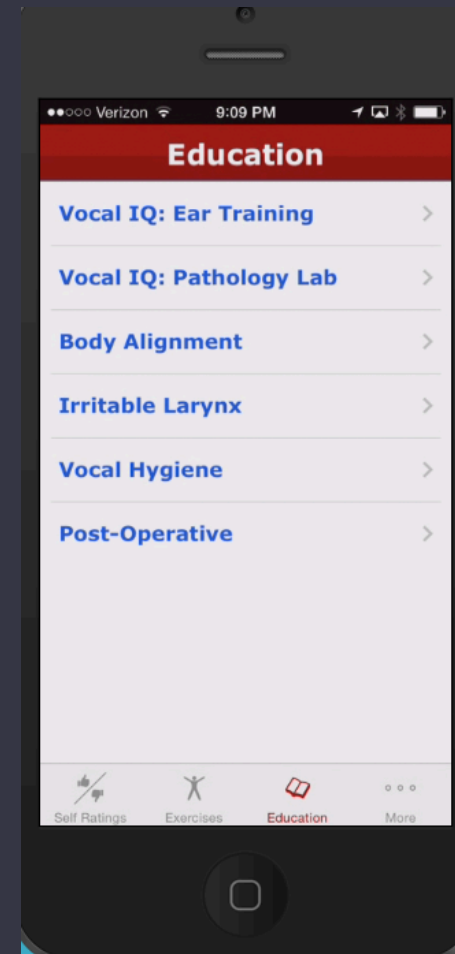 Verizon 9:09 PM
Education
Vocal IQ: Ear Training
Vocal IQ: Pathology Lab
Body Alignment
Irritable Larynx
Vocal Hygiene
Post-Operative
Self Ratings Exercises Education More